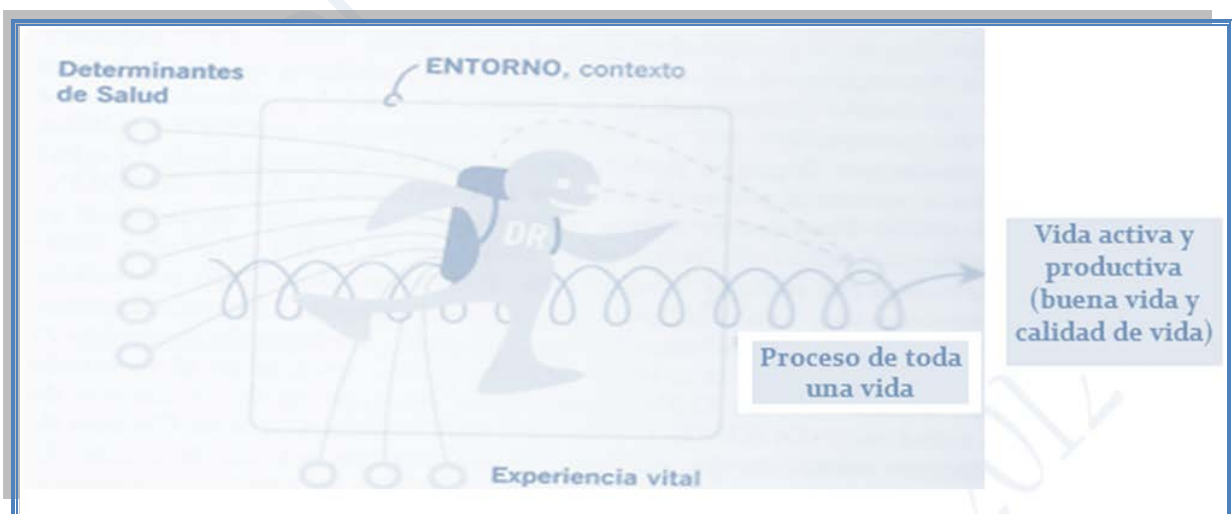 Determinantes
de Salud
ENTORNO, contexto
DR
Vida activa y
productiva
(buena vida y
calidad de vida)
Proceso de toda
una vida
Experiencia vital